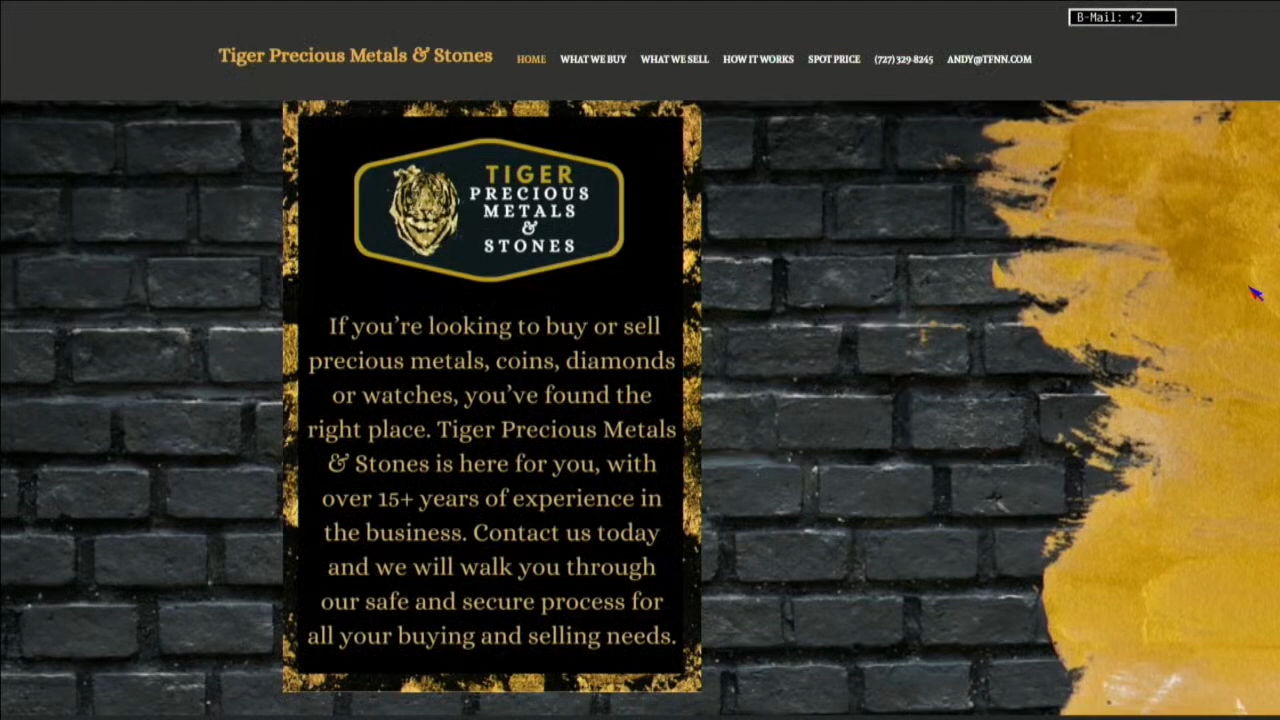 B-Mail: +2
Tiger Precious Metals & Stones
HOME WHAT WE BUY WHAT WE SELL HOW IT WORKS SPOT PRICE (727) 329-8245 ANDY@TFNN.COM
TIGER
PRECIOUS
METALS
&
STONES
If you’re looking to buy or sell
precious metals, coins, diamonds
or watches, you’ve found the
right place. Tiger Precious Metals
& Stones is here for you, with
over 15+ years of experience in
the business. Contact us today
and we will walk you through
our safe and secure process for
all your buying and selling needs.